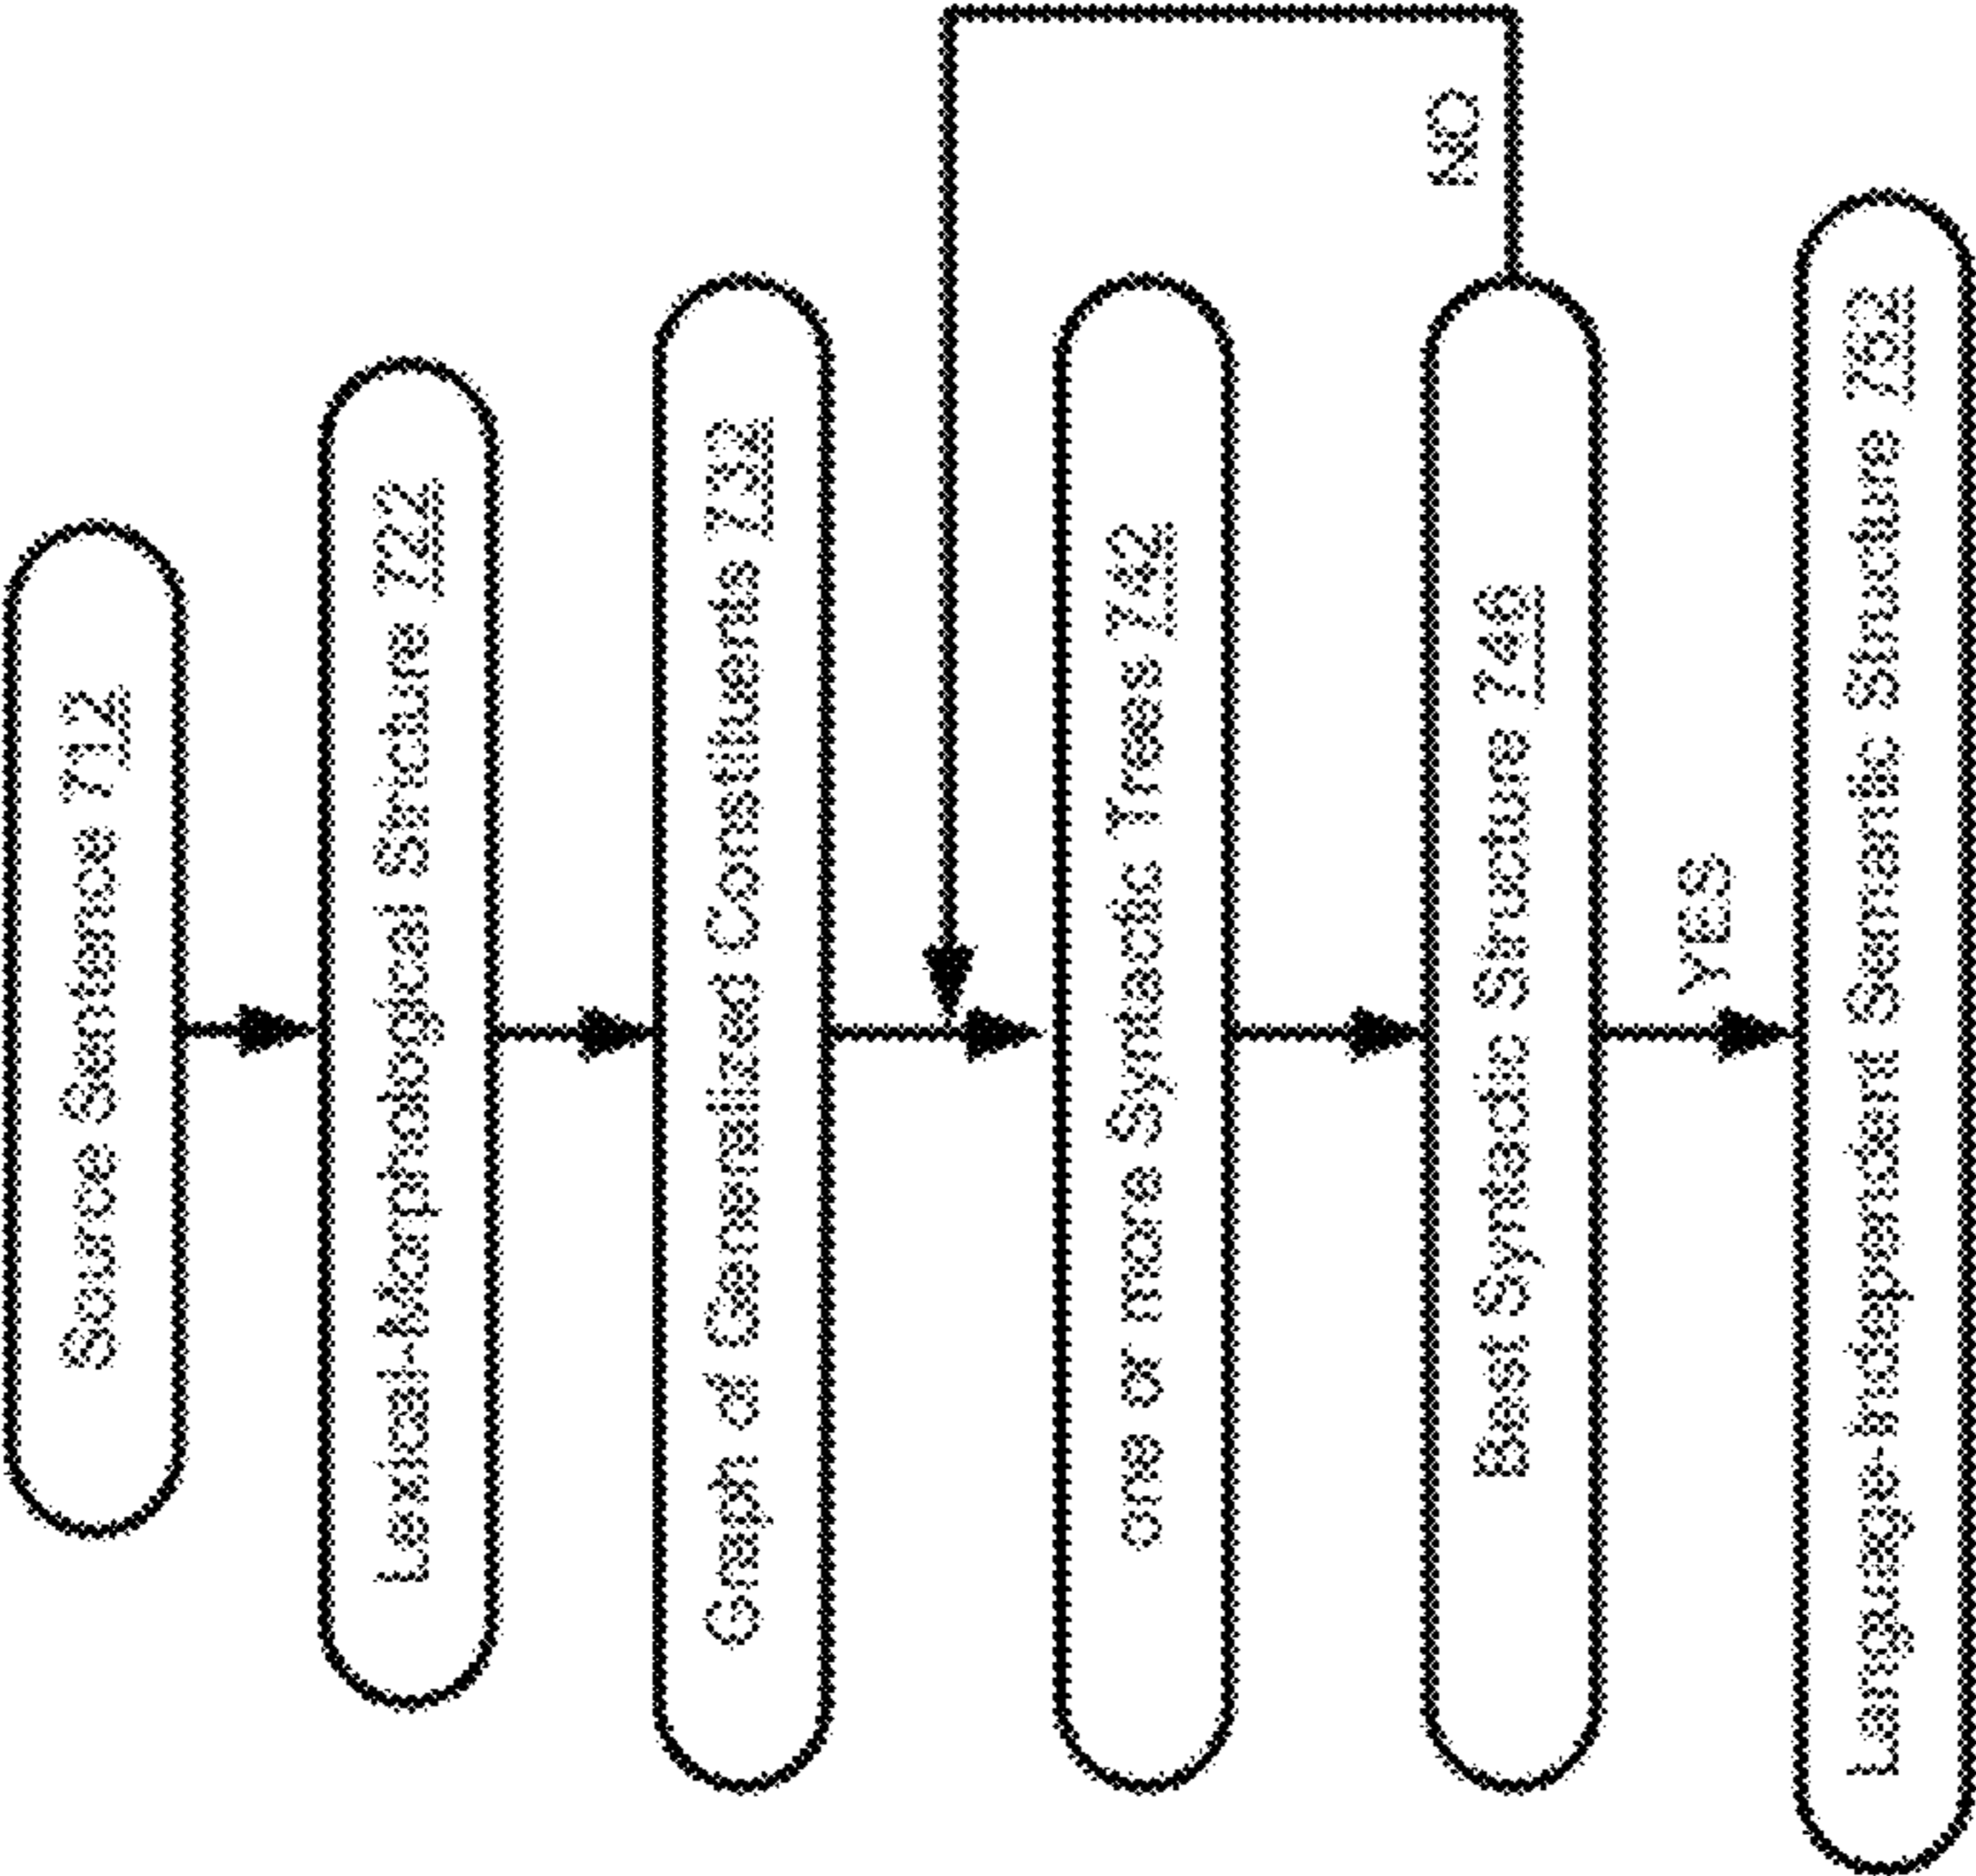 Source Sentence 712
Lexical-Morphological Structure 722
Graph of Generalized Constituents 732
one or more Syntactic Trees 742
NO
Best Syntactic Structure 746
YES
Language-Independent Semantic Structure